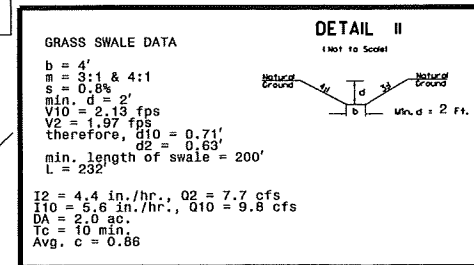 DETAIL II
(Not to Scale)
GRASS SWALE DATA
b = 4'
m = 3:1 & 4:1
s = 0.8%
min. d = 2'
V10 = 2.13 fps
V2 = 1.97 fps
therefore, d10 = 0.71'
d2 = 0.63'
min. length of swale = 200'
L = 232'
I2 = 4.4 in./hr., Q2 = 7.7 cfs
I10 = 5.6 in./hr., Q10 = 9.8 cfs
DA = 2.0 ac.
Tc = 10 min.
Avg. c = 0.86
Natural Ground
4:1
d
3:1
Natural Ground
b
Min. d = 2 Ft.